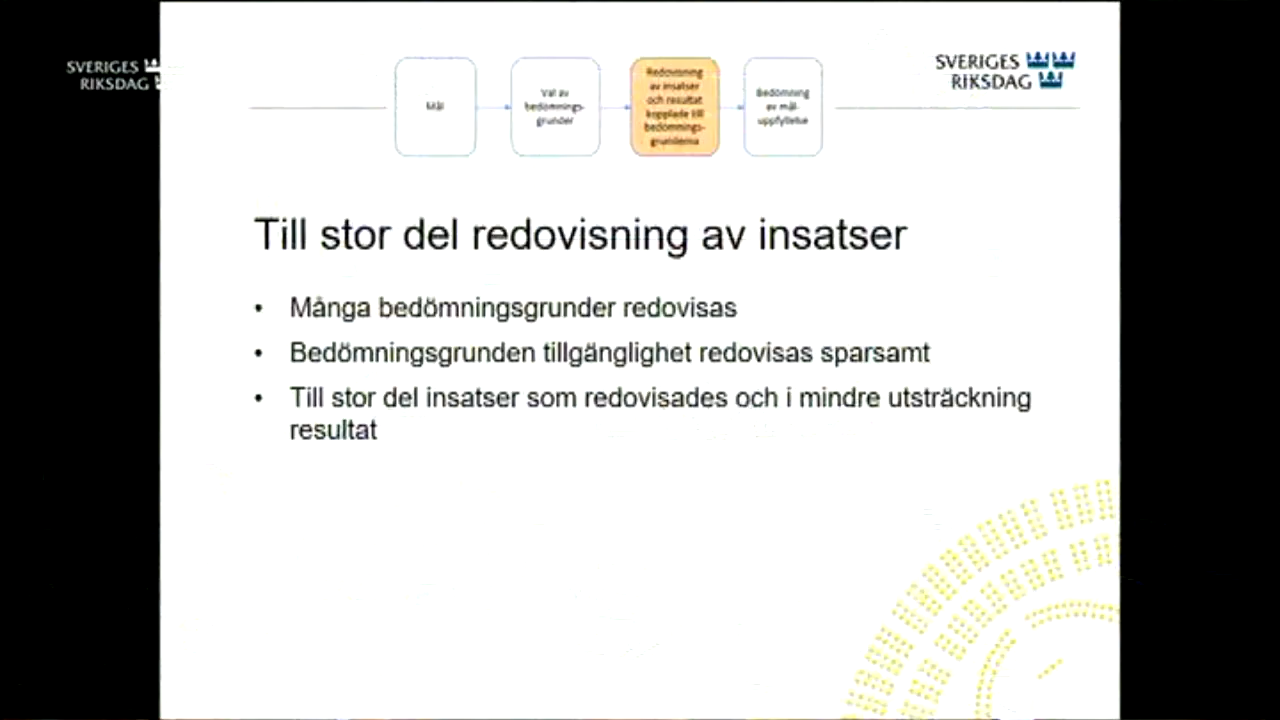 SVERIGES
RIKSDAG
Mål
Val av
bedömnings-
grunder
Redovisning
av insatser
och resultat
kopplade till
bedömnings-
grunderna
Bedömning
av mål-
uppfyllelse
SVERIGES
RIKSDAG
Till stor del redovisning av insatser
• Många bedömningsgrunder redovisas
• Bedömningsgrunden tillgänglighet redovisas sparsamt
• Till stor del insatser som redovisades och i mindre utsträckning
resultat